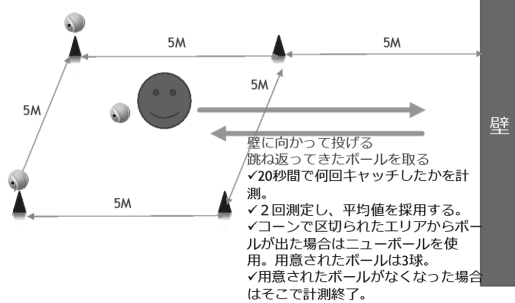 5M
5M
5M
5M
5M
壁
壁に向かって投げる
跳ね返ってきたボールを取る
✓20秒間で何回キャッチしたかを計
測。
✓２回測定し、平均値を採用する。
✓コーンで区切られたエリアからボー
ルが出た場合はニューボールを使
用。用意されたボールは3球。
✓用意されたボールがなくなった場合
はそこで計測終了。